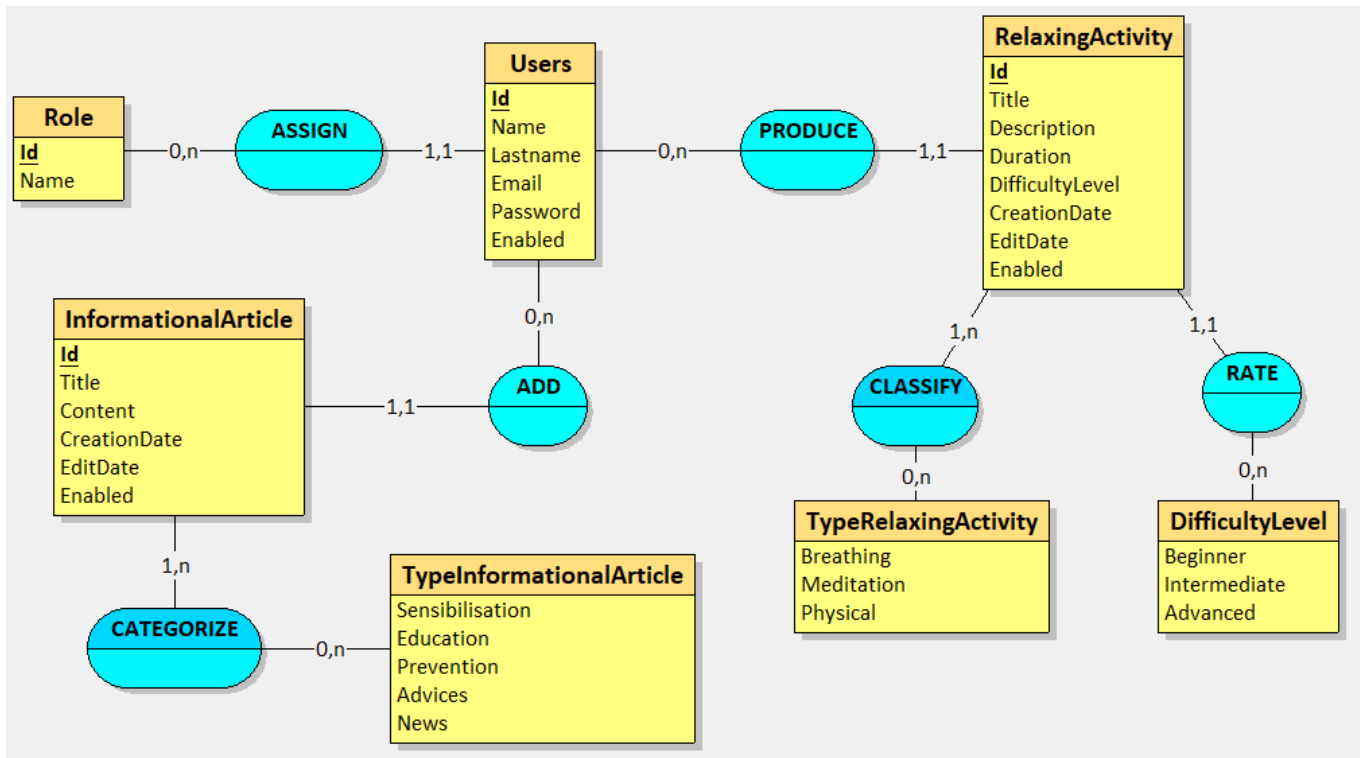 Role
Id
Name
0,n
ASSIGN
1,1
Users
Id
Name
Lastname
Email
Password
Enabled
0,n
PRODUCE
1,1
RelaxingActivity
Id
Title
Description
Duration
DifficultyLevel
CreationDate
EditDate
Enabled
InformationalArticle
Id
Title
Content
CreationDate
EditDate
Enabled
1,1
ADD
0,n
1,n
CLASSIFY
0,n
1,1
RATE
0,n
TypeRelaxingActivity
Breathing
Meditation
Physical
DifficultyLevel
Beginner
Intermediate
Advanced
1,n
CATEGORIZE
0,n
TypeInformationalArticle
Sensibilisation
Education
Prevention
Advices
News